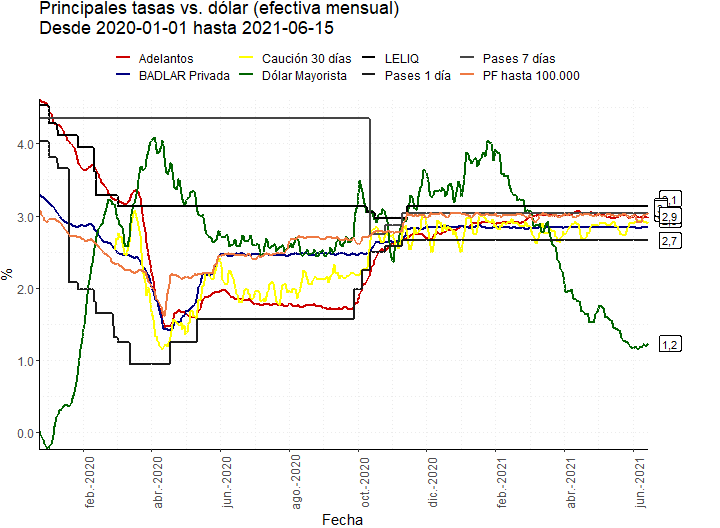 Principales tasas vs. dólar (efectiva mensual)
Desde 2020-01-01 hasta 2021-06-15
Adelantos Caución 30 días LELIQ Pases 7 días
BADLAR Privada Dólar Mayorista Pases 1 día PF hasta 100.000
%
4.0
3.0
2.0
1.0
0.0
2,9
2,7
1,2
feb.-2020 abr.-2020 jun.-2020 ago.-2020 oct.-2020 dic.-2020 feb.-2021 abr.-2021 jun.-2021
Fecha